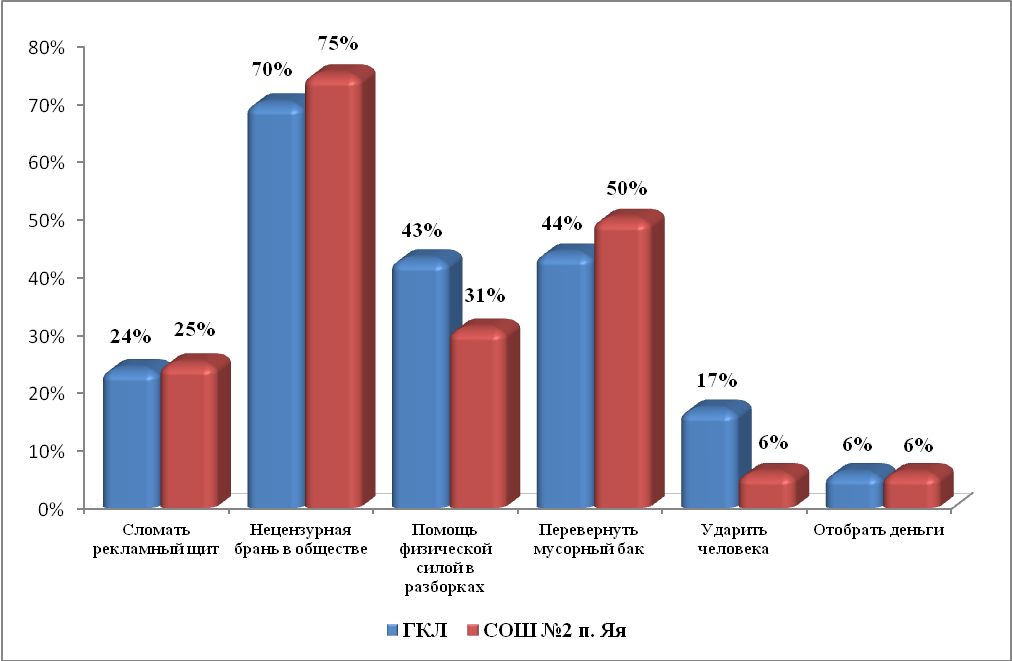 80%
70%
60%
50%
40%
30%
20%
10%
0%
24%
25%
70%
75%
43%
31%
44%
50%
17%
6%
6%
6%
Сломать
рекламный щит
Нецензурная
брань в обществе
Помощь
физической
силой в
разборках
Перевернуть
мусорный бак
Ударить
человека
Отобрать деньги
ГКЛ
СОШ №2 п. Яя